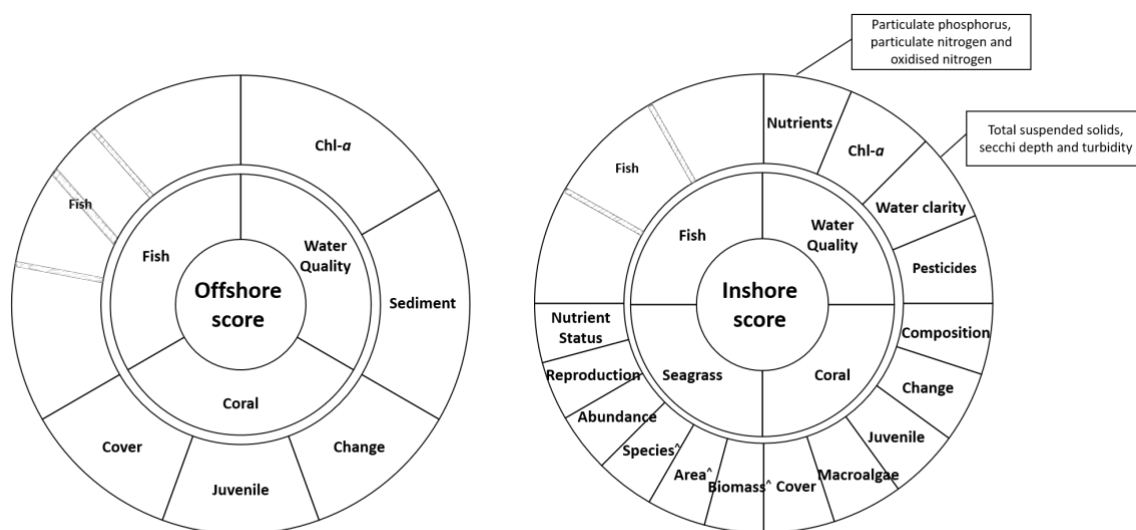 Particulate phosphorus,
particulate nitrogen and
oxidised nitrogen
Total suspended solids,
secchi depth and turbidity
Chl-a
Sediment
Change
Juvenile
Cover
Fish
Fish
Water
Quality
Coral
Offshore
score
Nutrients
Chl-a
Water clarity
Pesticides
Composition
Change
Juvenile
Macroalgae
Cover
Biomass^
Area^
Species^
Abundance
Reproduction
Nutrient
Status
Fish
Fish
Water
Quality
Coral
Seagrass
Inshore
score